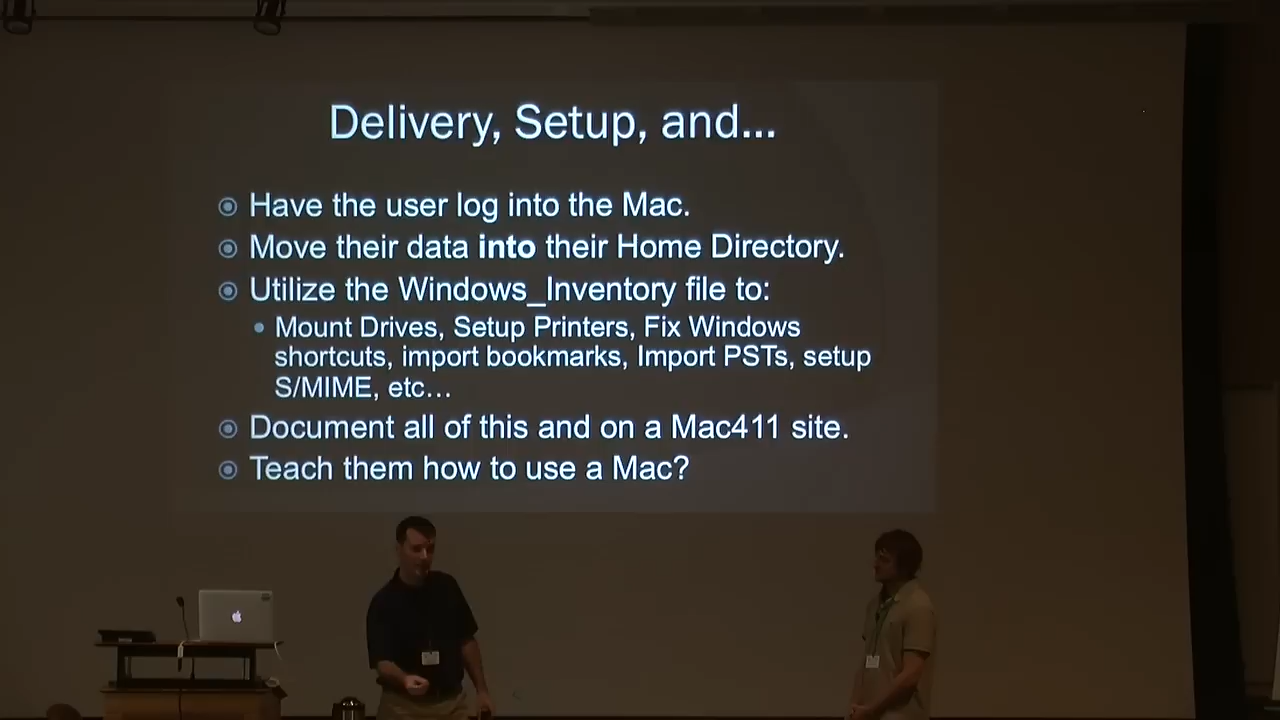 Delivery, Setup, and...
Have the user log into the Mac.
Move their data into their Home Directory.
Utilize the Windows_Inventory file to:
Mount Drives, Setup Printers, Fix Windows
shortcuts, import bookmarks, Import PSTs, setup
S/MIME, etc…
Document all of this and on a Mac411 site.
Teach them how to use a Mac?